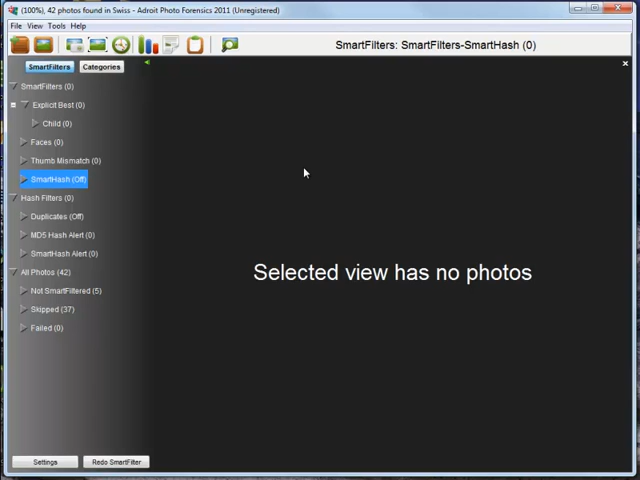 (100%), 42 photos found in Swiss - Adroit Photo Forensics 2011 (Unregistered)
File View Tools Help
SmartFilters: SmartFilters-SmartHash (0)
SmartFilters Categories
SmartFilters (0)
Explicit Best (0)
Child (0)
Faces (0)
Thumb Mismatch (0)
SmartHash (Off)
Hash Filters (0)
Duplicates (Off)
MD5 Hash Alert (0)
SmartHash Alert (0)
All Photos (42)
Not SmartFiltered (5)
Skipped (37)
Failed (0)
Selected view has no photos
Settings Redo SmartFilter